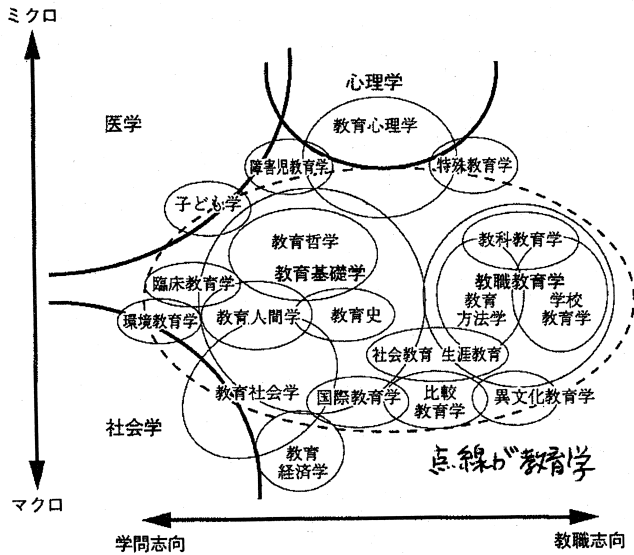 ミクロ
心理学
医学
教育心理学
障害児教育学
特殊教育学
子ども学
教育哲学
教科教育学
教育基礎学
教職教育学
臨床教育学
教育
方法学
学校
教育学
環境教育学
教育人間学
教育史
社会教育 生涯教育
教育社会学
国際教育学
比較
教育学
異文化教育学
社会学
教育
経済学
点線が教育学
マクロ
学問志向
教職志向